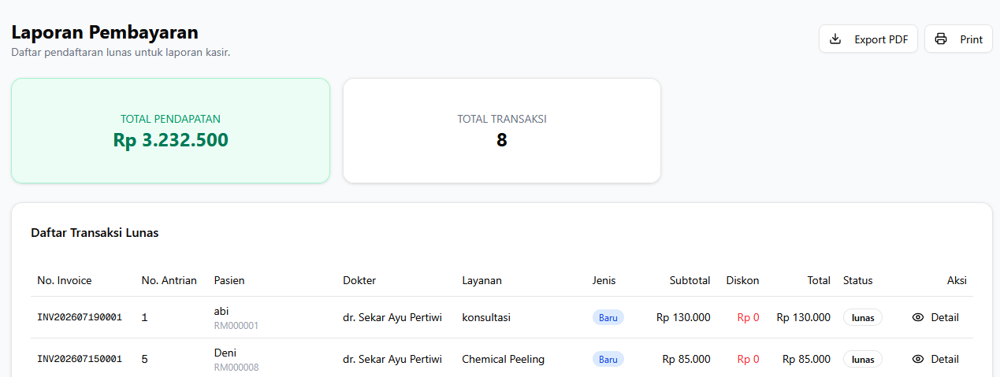 Laporan Pembayaran
Daftar pendaftaran lunas untuk laporan kasir.
Export PDF
Print
TOTAL PENDAPATAN
Rp 3.232.500
TOTAL TRANSAKSI
8
Daftar Transaksi Lunas
No. Invoice No. Antrian Pasien Dokter Layanan Jenis Subtotal Diskon Total Status Aksi
INV202607190001 1 abi dr. Sekar Ayu Pertiwi konsultasi Baru Rp 130.000 Rp 0 Rp 130.000 lunas Detail
RM000001
INV202607150001 5 Deni dr. Sekar Ayu Pertiwi Chemical Peeling Baru Rp 85.000 Rp 0 Rp 85.000 lunas Detail
RM000008